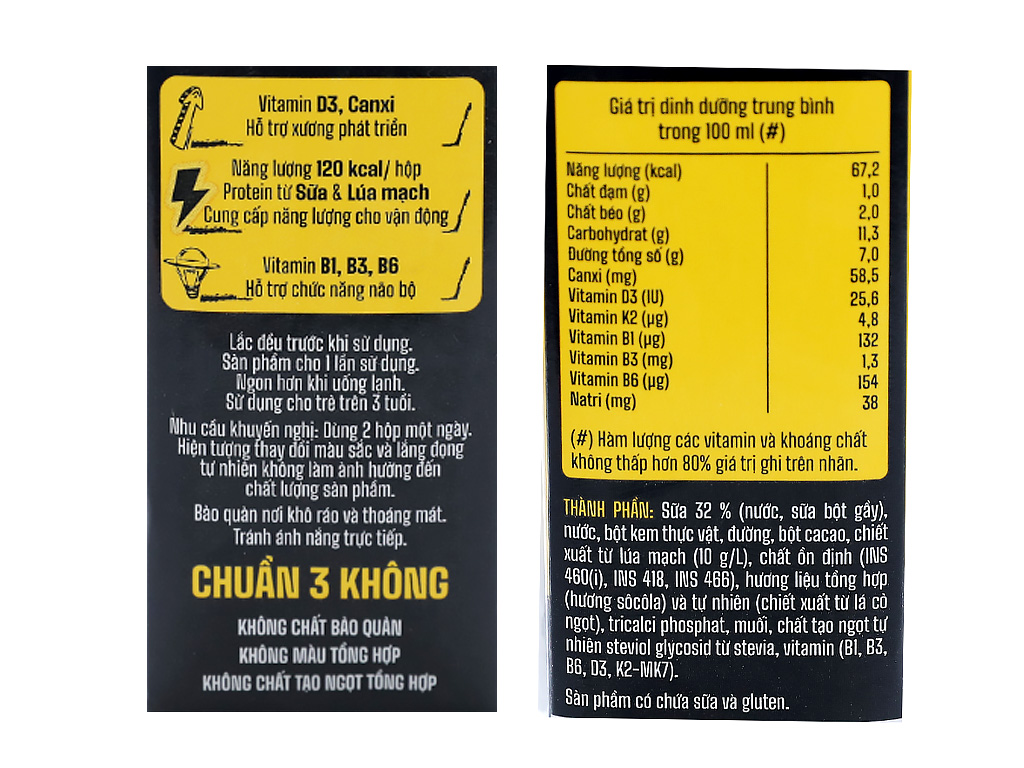 Vitamin D3, Canxi
Hỗ trợ xương phát triển
Năng lượng 120 kcal/ hộp
Protein từ Sữa & Lúa mạch
Cung cấp năng lượng cho vận động
Vitamin B1, B3, B6
Hỗ trợ chức năng não bộ
Lắc đều trước khi sử dụng.
Sản phẩm cho 1 lần sử dụng.
Ngon hơn khi uống lạnh.
Sử dụng cho trẻ trên 3 tuổi.
Nhu cầu khuyến nghị: Dùng 2 hộp một ngày.
Hiện tượng thay đổi màu sắc và lắng đọng
tự nhiên không làm ảnh hưởng đến
chất lượng sản phẩm.
Bảo quản nơi khô ráo và thoáng mát.
Tránh ánh nắng trực tiếp.
CHUẨN 3 KHÔNG
KHÔNG CHẤT BẢO QUẢN
KHÔNG MÀU TỔNG HỢP
KHÔNG CHẤT TẠO NGỌT TỔNG HỢP
Giá trị dinh dưỡng trung bình
trong 100 ml (#)
Năng lượng (kcal) 67,2
Chất đạm (g) 1,0
Chất béo (g) 2,0
Carbohydrat (g) 11,3
Đường tổng số (g) 7,0
Canxi (mg) 58,5
Vitamin D3 (IU) 25,6
Vitamin K2 (µg) 4,8
Vitamin B1 (µg) 132
Vitamin B3 (mg) 1,3
Vitamin B6 (µg) 154
Natri (mg) 38
(#) Hàm lượng các vitamin và khoáng chất
không thấp hơn 80% giá trị ghi trên nhãn.
THÀNH PHẦN: Sữa 32 % (nước, sữa bột gầy),
nước, bột kem thực vật, đường, bột cacao, chiết
xuất từ lúa mạch (10 g/L), chất ổn định (INS
460(i), INS 418, INS 466), hương liệu tổng hợp
(hương sôcôla) và tự nhiên (chiết xuất từ lá cỏ
ngọt), tricalci phosphat, muối, chất tạo ngọt tự
nhiên steviol glycosid từ stevia, vitamin (B1, B3,
B6, D3, K2-MK7).
Sản phẩm có chứa sữa và gluten.